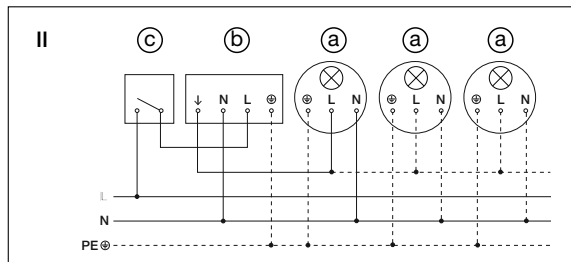 II
c b a a a
↓ N L ⏚ ⏚ L N ⏚ L N ⏚ L N
L
N
PE ⏚